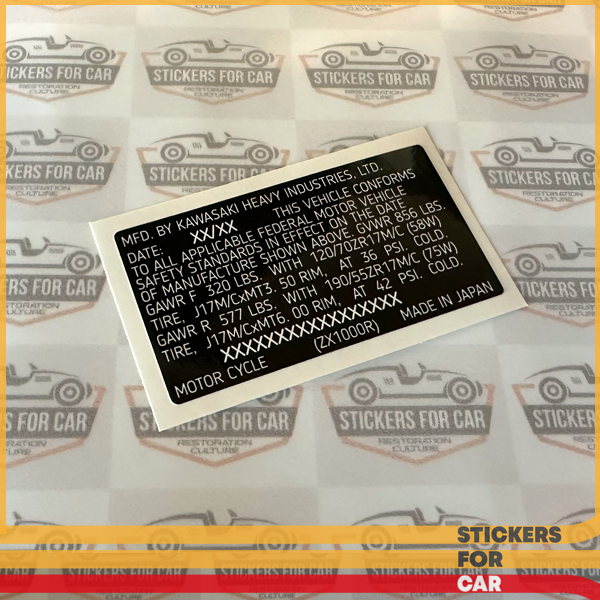 MFD. BY KAWASAKI HEAVY INDUSTRIES, LTD.
DATE: XX/XX THIS VEHICLE CONFORMS
TO ALL APPLICABLE FEDERAL MOTOR VEHICLE
SAFETY STANDARDS IN EFFECT ON THE DATE
OF MANUFACTURE SHOWN ABOVE. GVWR 856 LBS.
GAWR F 320 LBS. WITH 120/70ZR17M/C (58W)
TIRE, J17M/CxMT3. 50 RIM, AT 36 PSI. COLD.
GAWR R 577 LBS. WITH 190/55ZR17M/C (75W)
TIRE, J17M/CxMT6. 00 RIM, AT 42 PSI. COLD.
XXXXXXXXXXXXXXXXX
MOTOR CYCLE (ZX1000R) MADE IN JAPAN
STICKERS FOR CAR
RESTORATION
CULTURE
STICKERS
FOR
CAR